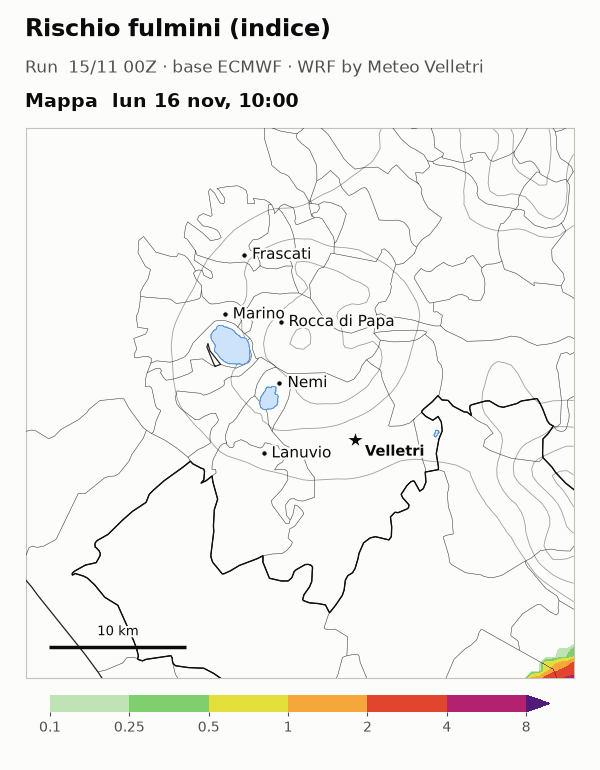 Rischio fulmini (indice)
Run  15/11 00Z · base ECMWF · WRF by Meteo Velletri
Mappa  lun 16 nov, 10:00
Frascati
Marino
Rocca di Papa
Nemi
Velletri
Lanuvio
10 km
0.1 0.25 0.5 1 2 4 8